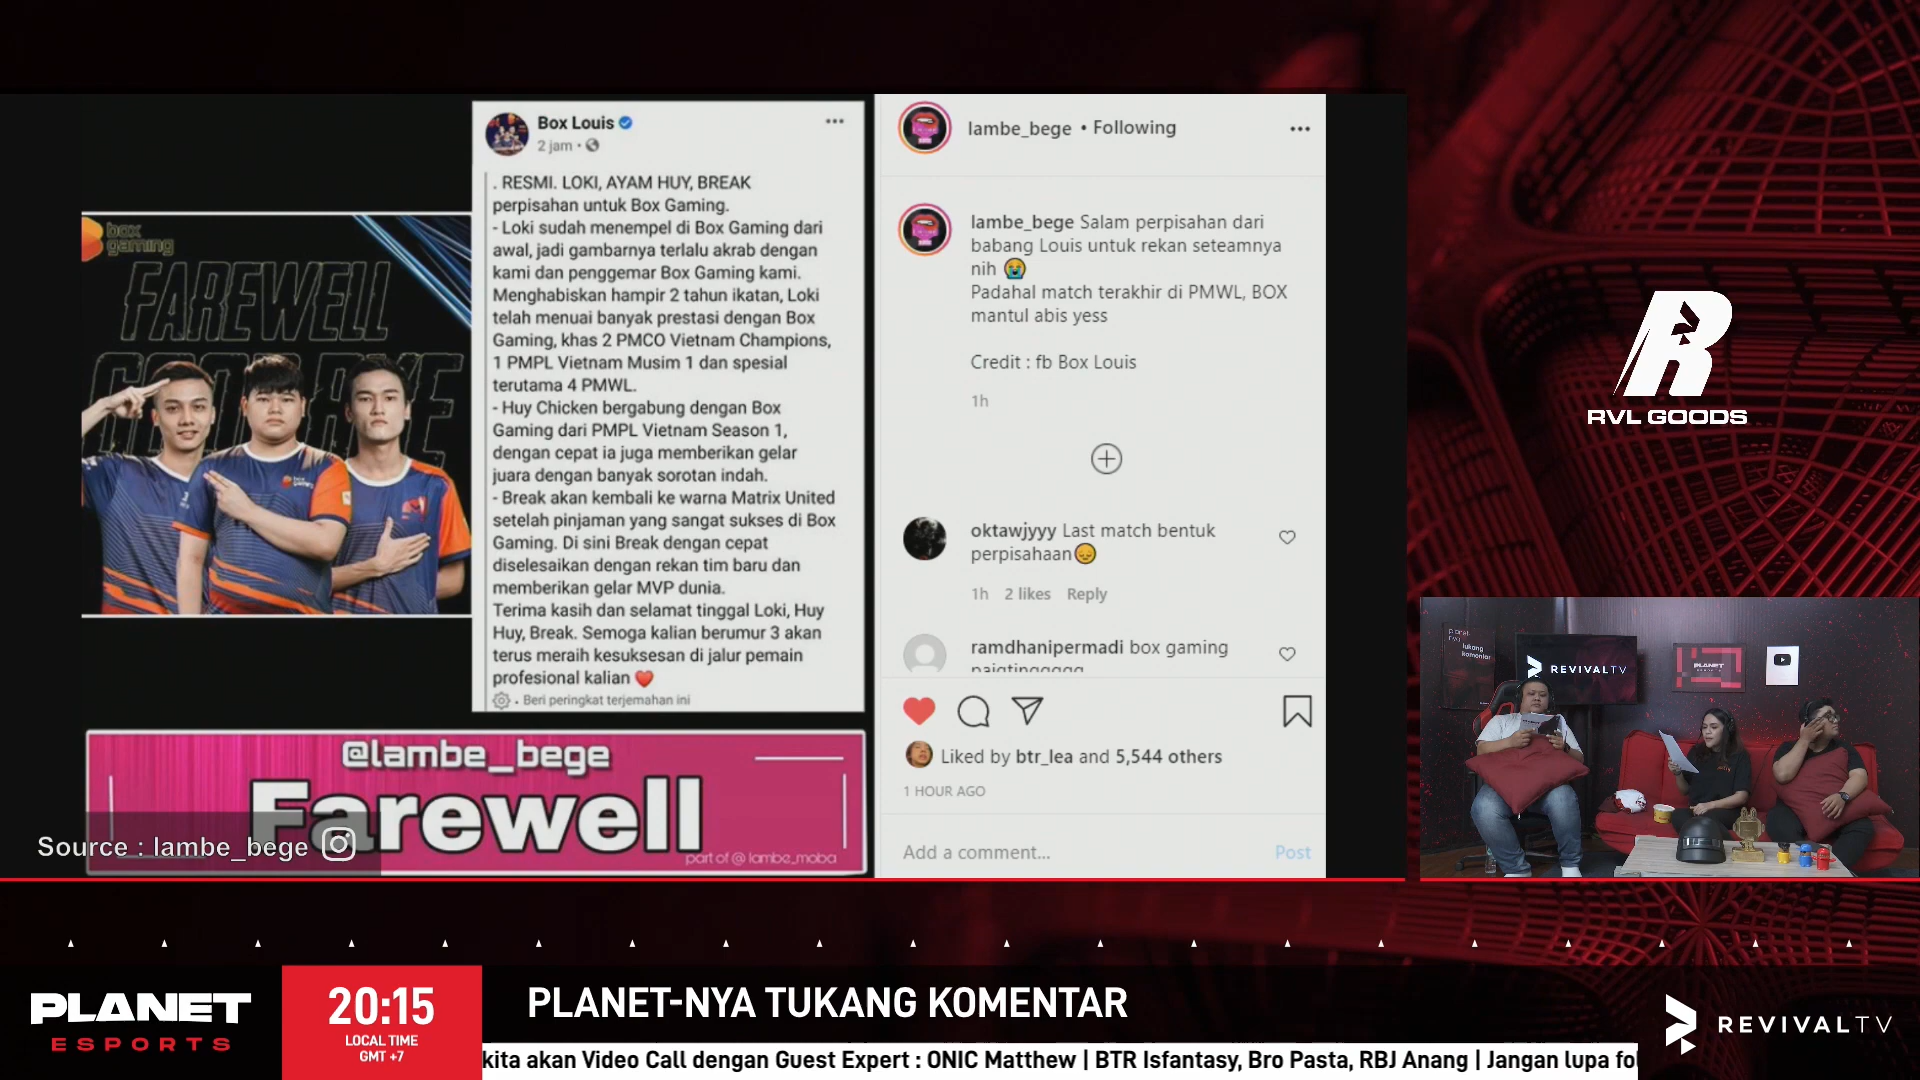 box
gaming
FAREWELL
Box Louis
2 jam
. RESMI. LOKI, AYAM HUY, BREAK
perpisahan untuk Box Gaming.
- Loki sudah menempel di Box Gaming dari
awal, jadi gambarnya terlalu akrab dengan
kami dan penggemar Box Gaming kami.
Menghabiskan hampir 2 tahun ikatan, Loki
telah menuai banyak prestasi dengan Box
Gaming, khas 2 PMCO Vietnam Champions,
1 PMPL Vietnam Musim 1 dan spesial
terutama 4 PMWL.
- Huy Chicken bergabung dengan Box
Gaming dari PMPL Vietnam Season 1,
dengan cepat ia juga memberikan gelar
juara dengan banyak sorotan indah.
- Break akan kembali ke warna Matrix United
setelah pinjaman yang sangat sukses di Box
Gaming. Di sini Break dengan cepat
diselesaikan dengan rekan tim baru dan
memberikan gelar MVP dunia.
Terima kasih dan selamat tinggal Loki, Huy
Huy, Break. Semoga kalian berumur 3 akan
terus meraih kesuksesan di jalur pemain
profesional kalian ❤️
. Beri peringkat terjemahan ini
@lambe_bege
Farewell
part of @ lambe_moba
Source : lambe_bege
lambe_bege • Following
lambe_bege Salam perpisahan dari
babang Louis untuk rekan seteamnya
nih 😭
Padahal match terakhir di PMWL, BOX
mantul abis yess
Credit : fb Box Louis
1h
oktawjyyy Last match bentuk
perpisahaan😞
1h 2 likes Reply
ramdhanipermadi box gaming
Liked by btr_lea and 5,544 others
1 HOUR AGO
Add a comment... Post
RVL GOODS
planet
nya
tukang
komentar
REVIVALTV
PLANET
PLANET
ESPORTS
20:15
LOCAL TIME
GMT +7
PLANET-NYA TUKANG KOMENTAR
kita akan Video Call dengan Guest Expert : ONIC Matthew | BTR Isfantasy, Bro Pasta, RBJ Anang | Jangan lupa fol
REVIVALTV